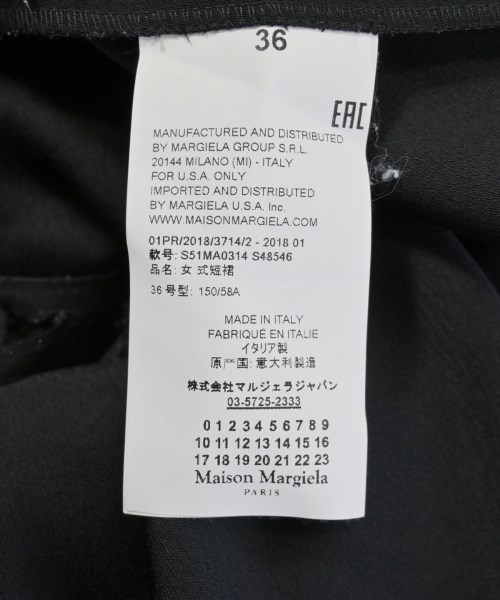 36
EAC
MANUFACTURED AND DISTRIBUTED
BY MARGIELA GROUP S.R.L.
20144 MILANO (MI) - ITALY
FOR U.S.A. ONLY
IMPORTED AND DISTRIBUTED
BY MARGIELA U.S.A. Inc.
WWW.MAISONMARGIELA.COM
01PR/2018/3714/2 - 2018 01
款号: S51MA0314 S48546
品名: 女 式短裙
36 号型: 150/58A
MADE IN ITALY
FABRIQUÉ EN ITALIE
イタリア製
原产国: 意大利製造
株式会社マルジェラジャパン
03-5725-2333
0 1 2 3 4 5 6 7 8 9
10 11 12 13 14 15 16
17 18 19 20 21 22 23
Maison Margiela
PARIS